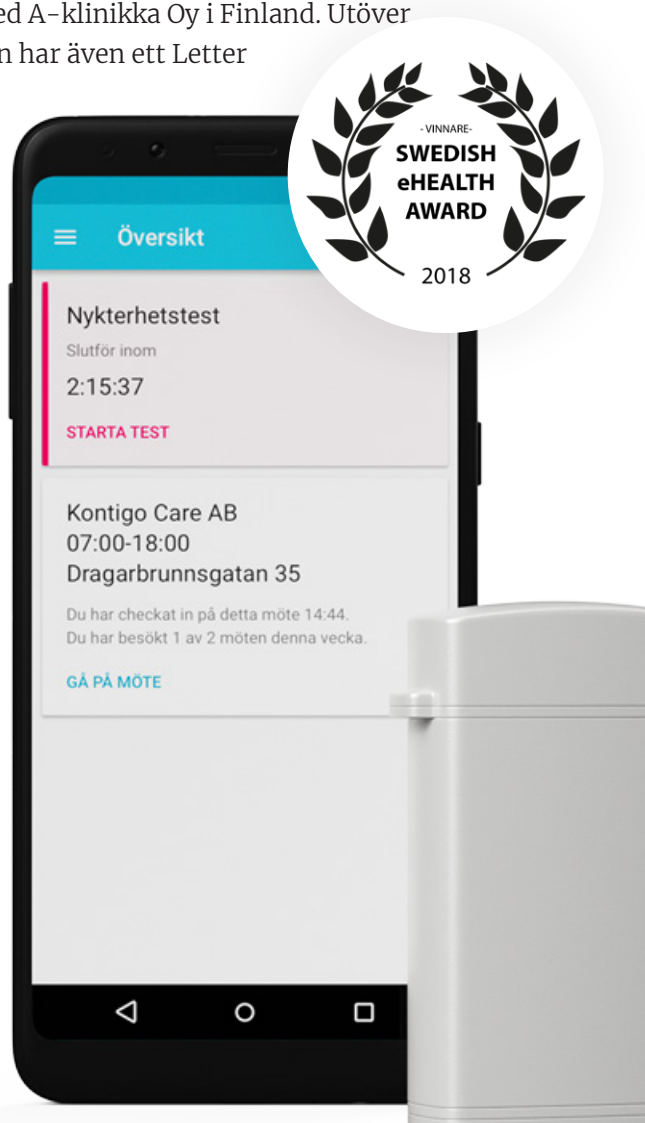 ed A-klinikka Oy i Finland. Utöver
n har även ett Letter
- VINNARE-
SWEDISH
eHEALTH
AWARD
2018
Översikt
Nykterhetstest
Slutför inom
2:15:37
STARTA TEST
Kontigo Care AB
07:00-18:00
Dragarbrunnsgatan 35
Du har checkat in på detta möte 14:44.
Du har besökt 1 av 2 möten denna vecka.
GÅ PÅ MÖTE